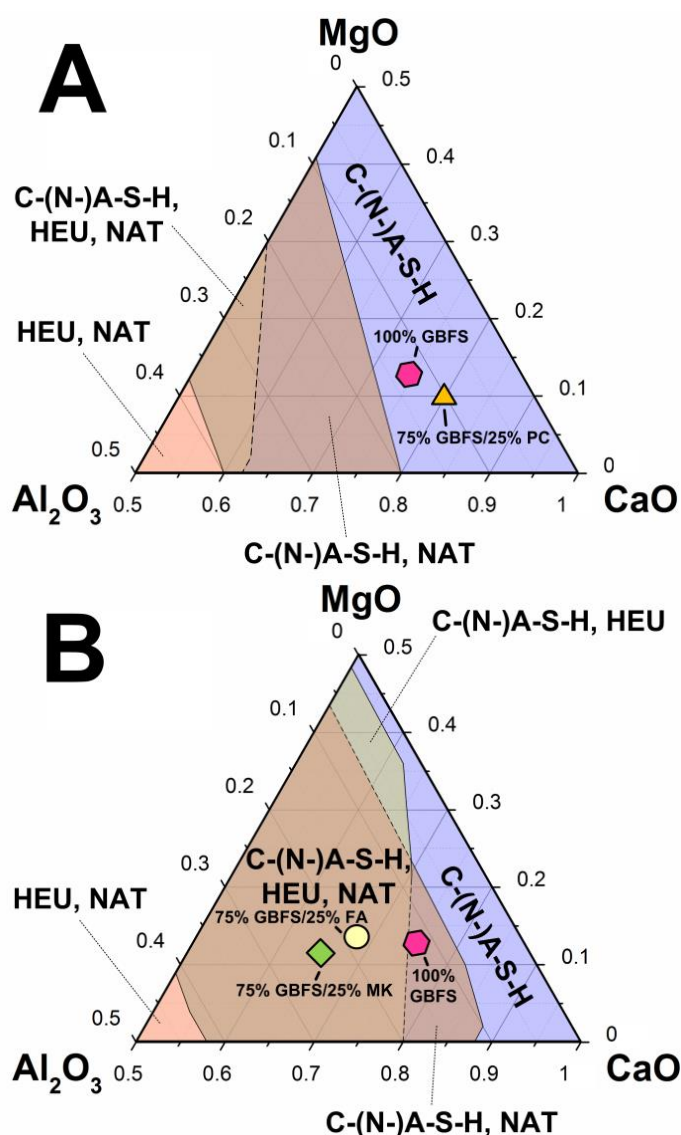 A
MgO
0
0.5
0.1
0.4
C-(N-)A-S-H,
HEU, NAT
0.2
C-(N-)A-S-H
0.3
0.3
HEU, NAT
0.2
100% GBFS
0.4
0.1
75% GBFS/25% PC
0.5
0
Al₂O₃
0.5
0.6
0.7
0.8
0.9
1
CaO
C-(N-)A-S-H, NAT
B
MgO
C-(N-)A-S-H, HEU
0
0.5
0.1
0.4
0.2
0.3
C-(N-)A-S-H,
HEU, NAT
0.3
0.2
C-(N-)A-S-H
HEU, NAT
75% GBFS/25% FA
0.4
0.1
100%
GBFS
75% GBFS/25% MK
0.5
0
Al₂O₃
0.5
0.6
0.7
0.8
0.9
1
CaO
C-(N-)A-S-H, NAT